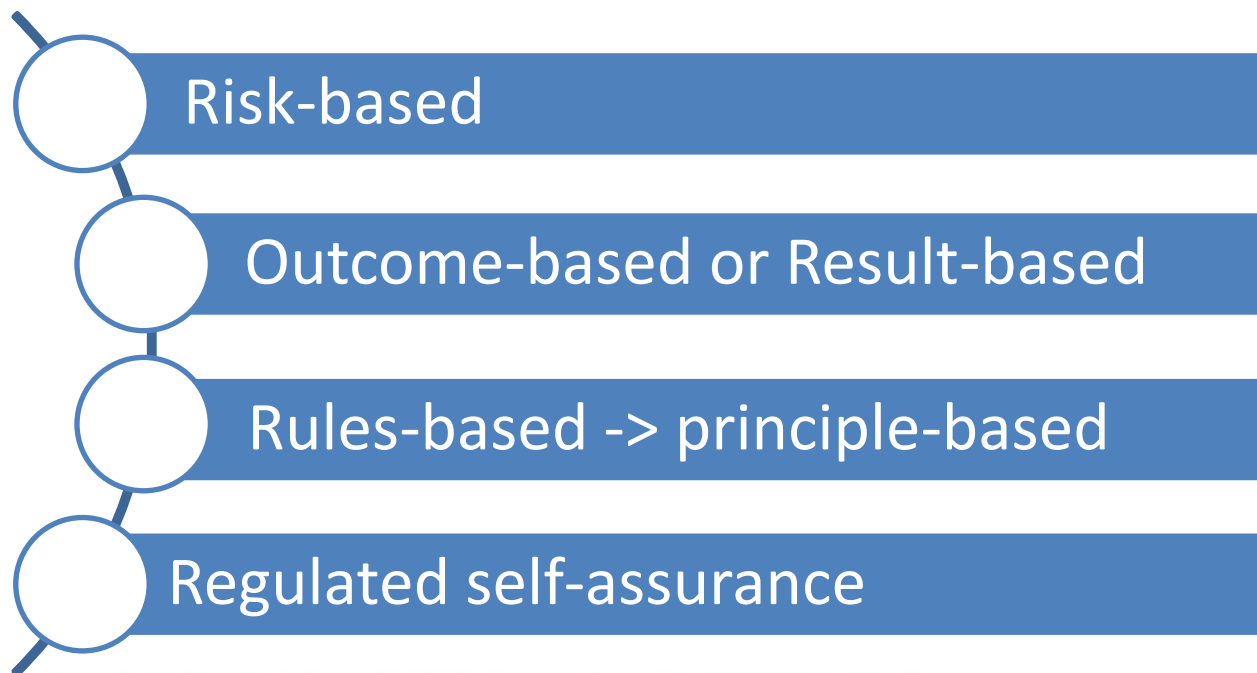 Risk-based
Outcome-based or Result-based
Rules-based -> principle-based
Regulated self-assurance